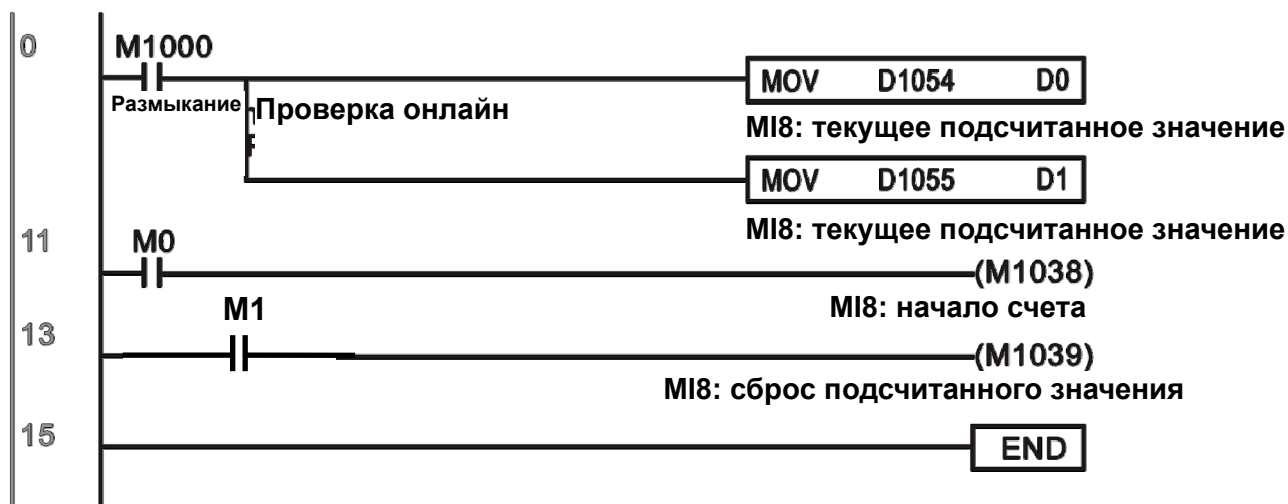 0
M1000
Размыкание
Проверка онлайн
MOV D1054 D0
MI8: текущее подсчитанное значение
MOV D1055 D1
MI8: текущее подсчитанное значение
11
M0
(M1038)
MI8: начало счета
13
M1
(M1039)
MI8: сброс подсчитанного значения
15
END